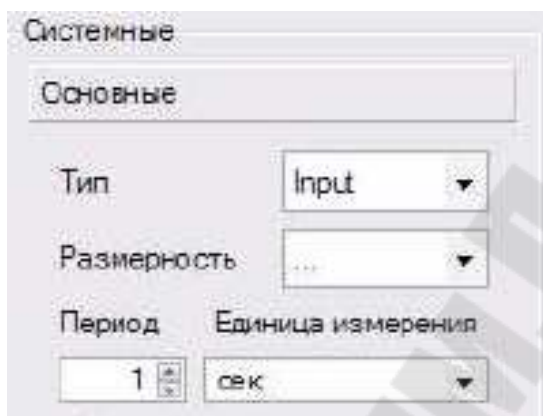 Системные
Основные
Тип Input
Размерность ...
Период Единица измерения
1 сек